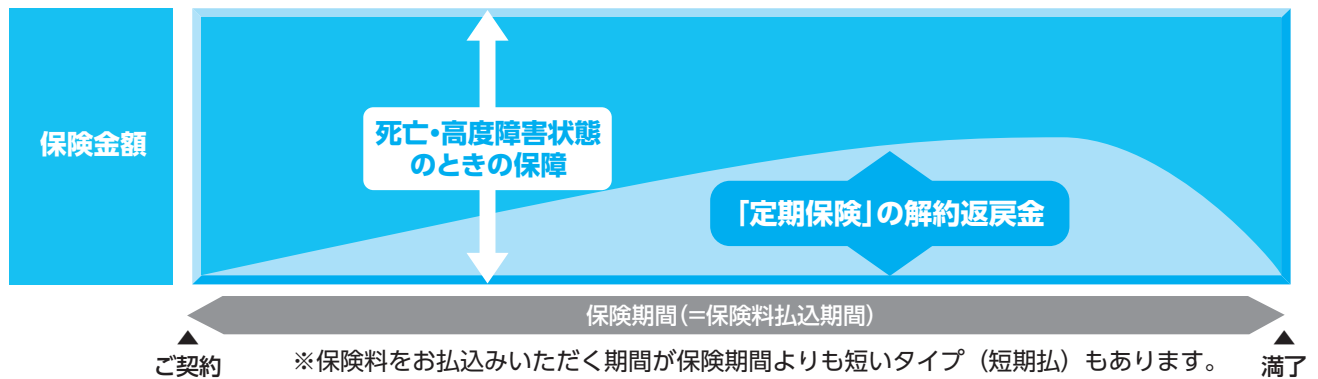 保険金額
死亡・高度障害状態
のときの保障
「定期保険」の解約返戻金
保険期間(=保険料払込期間)
▲
ご契約
※保険料をお払込みいただく期間が保険期間よりも短いタイプ（短期払）もあります。
▲
満了